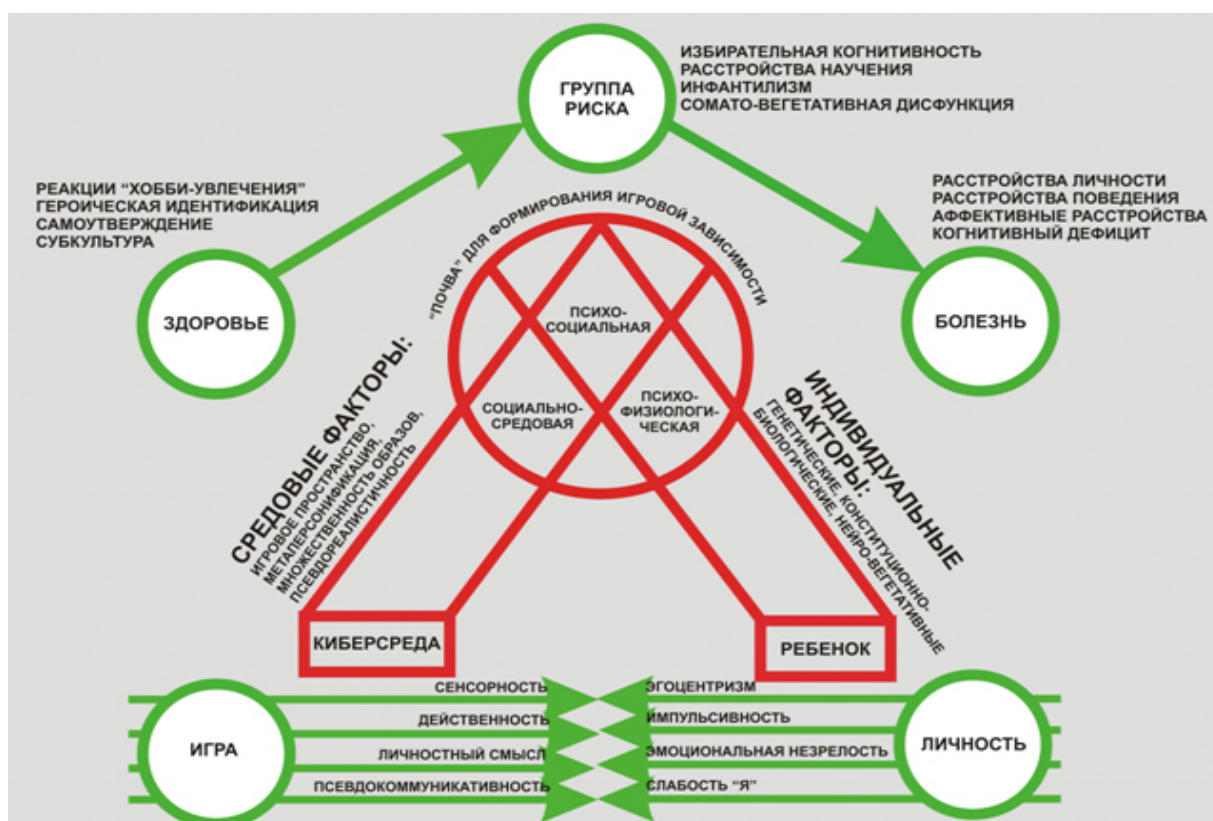 ГРУППА
РИСКА
ИЗБИРАТЕЛЬНАЯ КОГНИТИВНОСТЬ
РАССТРОЙСТВА НАУЧЕНИЯ
ИНФАНТИЛИЗМ
СОМАТО-ВЕГЕТАТИВНАЯ ДИСФУНКЦИЯ
РЕАКЦИИ "ХОББИ-УВЛЕЧЕНИЯ"
ГЕРОИЧЕСКАЯ ИДЕНТИФИКАЦИЯ
САМОУТВЕРЖДЕНИЕ
СУБКУЛЬТУРА
ЗДОРОВЬЕ
РАССТРОЙСТВА ЛИЧНОСТИ
РАССТРОЙСТВА ПОВЕДЕНИЯ
АФФЕКТИВНЫЕ РАССТРОЙСТВА
КОГНИТИВНЫЙ ДЕФИЦИТ
БОЛЕЗНЬ
"ПОЧВА" ДЛЯ ФОРМИРОВАНИЯ ИГРОВОЙ ЗАВИСИМОСТИ
ПСИХО-
СОЦИАЛЬНАЯ
СОЦИАЛЬНО-
СРЕДОВАЯ
ПСИХО-
ФИЗИОЛОГИ-
ЧЕСКАЯ
СРЕДОВЫЕ ФАКТОРЫ:
ИГРОВОЕ ПРОСТРАНСТВО,
МЕТАПЕРСОНИФИКАЦИЯ,
МНОЖЕСТВЕННОСТЬ ОБРАЗОВ,
ПСЕВДОРЕАЛИСТИЧНОСТЬ
ИНДИВИДУАЛЬНЫЕ
ФАКТОРЫ:
ГЕНЕТИЧЕСКИЕ, КОНСТИТУЦИОННО-
БИОЛОГИЧЕСКИЕ, НЕЙРО-ВЕГЕТАТИВНЫЕ
КИБЕРСРЕДА
РЕБЕНОК
ИГРА
СЕНСОРНОСТЬ
ДЕЙСТВЕННОСТЬ
ЛИЧНОСТНЫЙ СМЫСЛ
ПСЕВДОКОММУНИКАТИВНОСТЬ
ЭГОЦЕНТРИЗМ
ИМПУЛЬСИВНОСТЬ
ЭМОЦИОНАЛЬНАЯ НЕЗРЕЛОСТЬ
СЛАБОСТЬ "Я"
ЛИЧНОСТЬ